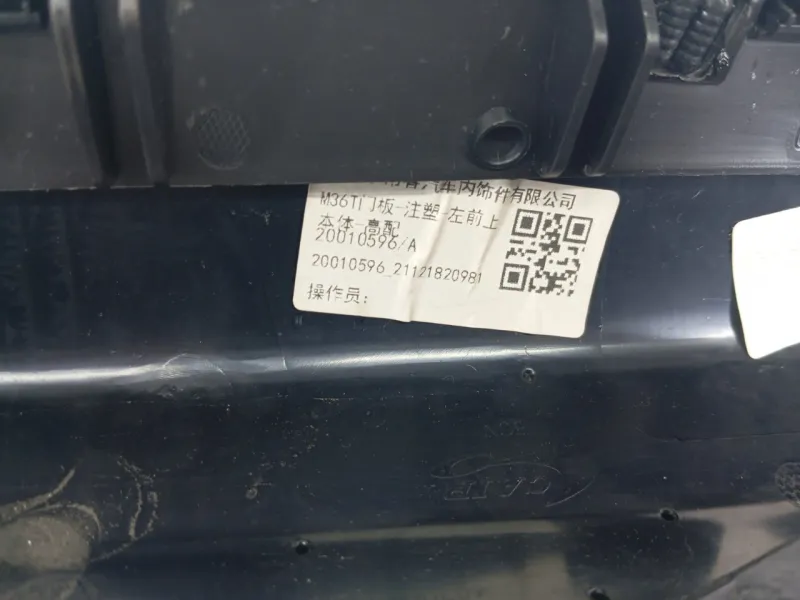 汽车内饰件有限公司
M36T门板-注塑-左前上
本体-高配
20010596/A
20010596_21121820981
操作员: